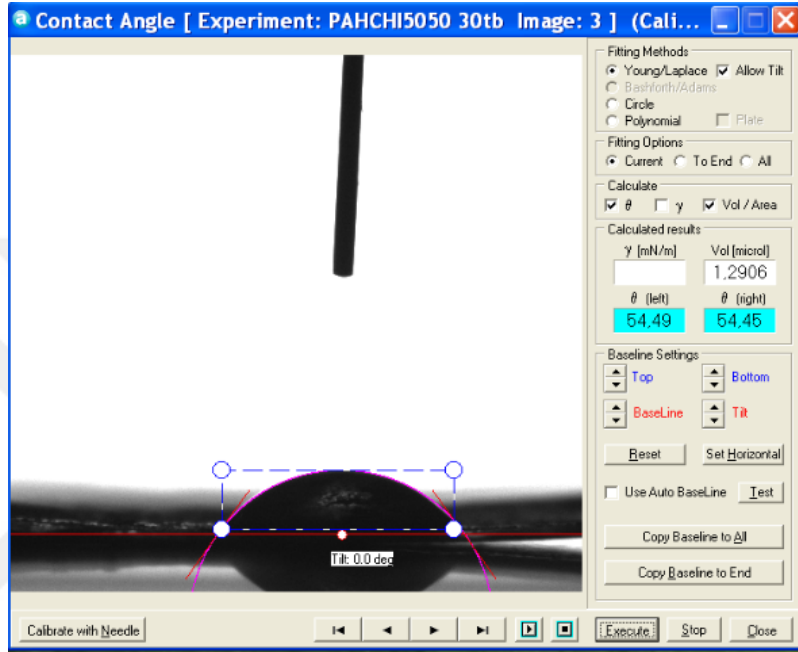 a Contact Angle [ Experiment: PAHCHI5050 30tb Image: 3 ] (Cali...
Fitting Methods
Young/Laplace Allow Tilt
Bashforth/Adams
Circle
Polynomial Plate
Fitting Options
Current To End All
Calculate
θ γ Vol / Area
Calculated results
γ [mN/m] Vol [microl]
1,2906
θ (left) θ (right)
54,49 54,45
Baseline Settings
Top Bottom
BaseLine Tilt
Reset Set Horizontal
Use Auto BaseLine Test
Copy Baseline to All
Copy Baseline to End
Tilt: 0.0 deg
Calibrate with Needle Execute Stop Close